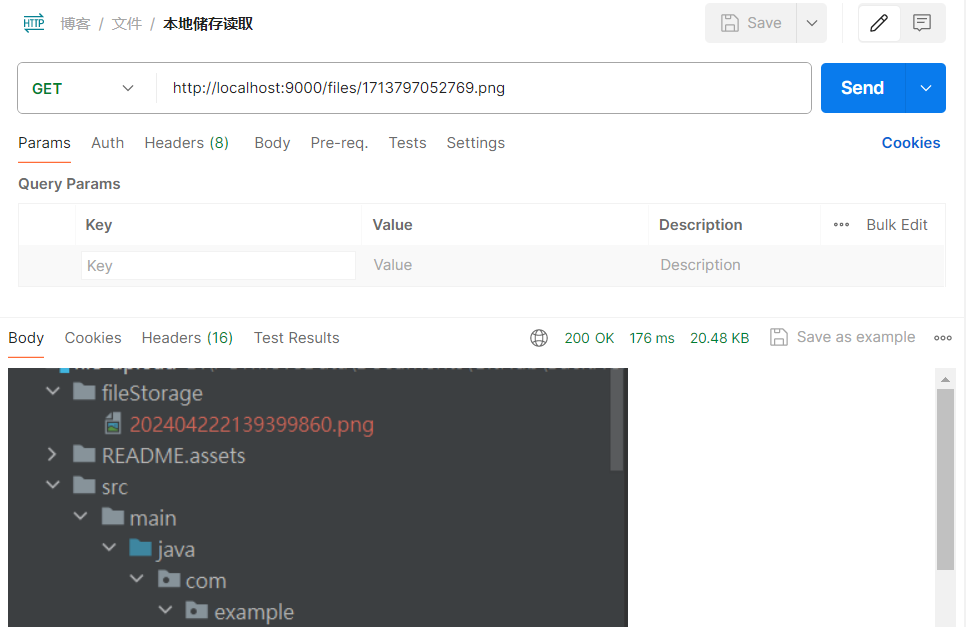 HTTP 博客 / 文件 / 本地储存读取 Save
GET http://localhost:9000/files/1713797052769.png Send
Params Auth Headers (8) Body Pre-req. Tests Settings Cookies
Query Params
Key Value Description Bulk Edit
Key Value Description
Body Cookies Headers (16) Test Results 200 OK 176 ms 20.48 KB Save as example
fileStorage
202404222139399860.png
README.assets
src
main
java
com
example